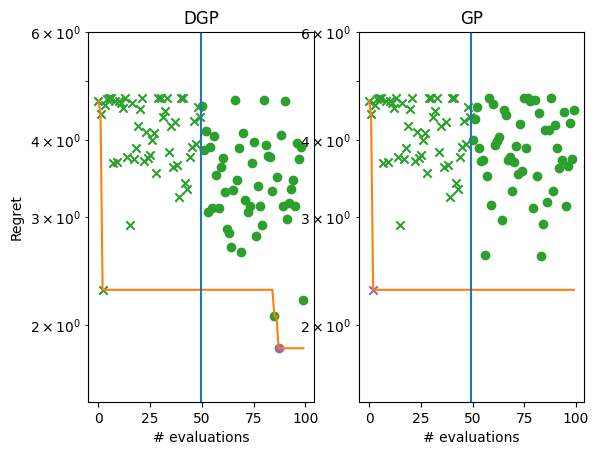 DGP
GP
6 × 10⁰
4 × 10⁰
3 × 10⁰
2 × 10⁰
Regret
0 25 50 75 100
# evaluations
6 × 10⁰
4 × 10⁰
3 × 10⁰
2 × 10⁰
0 25 50 75 100
# evaluations